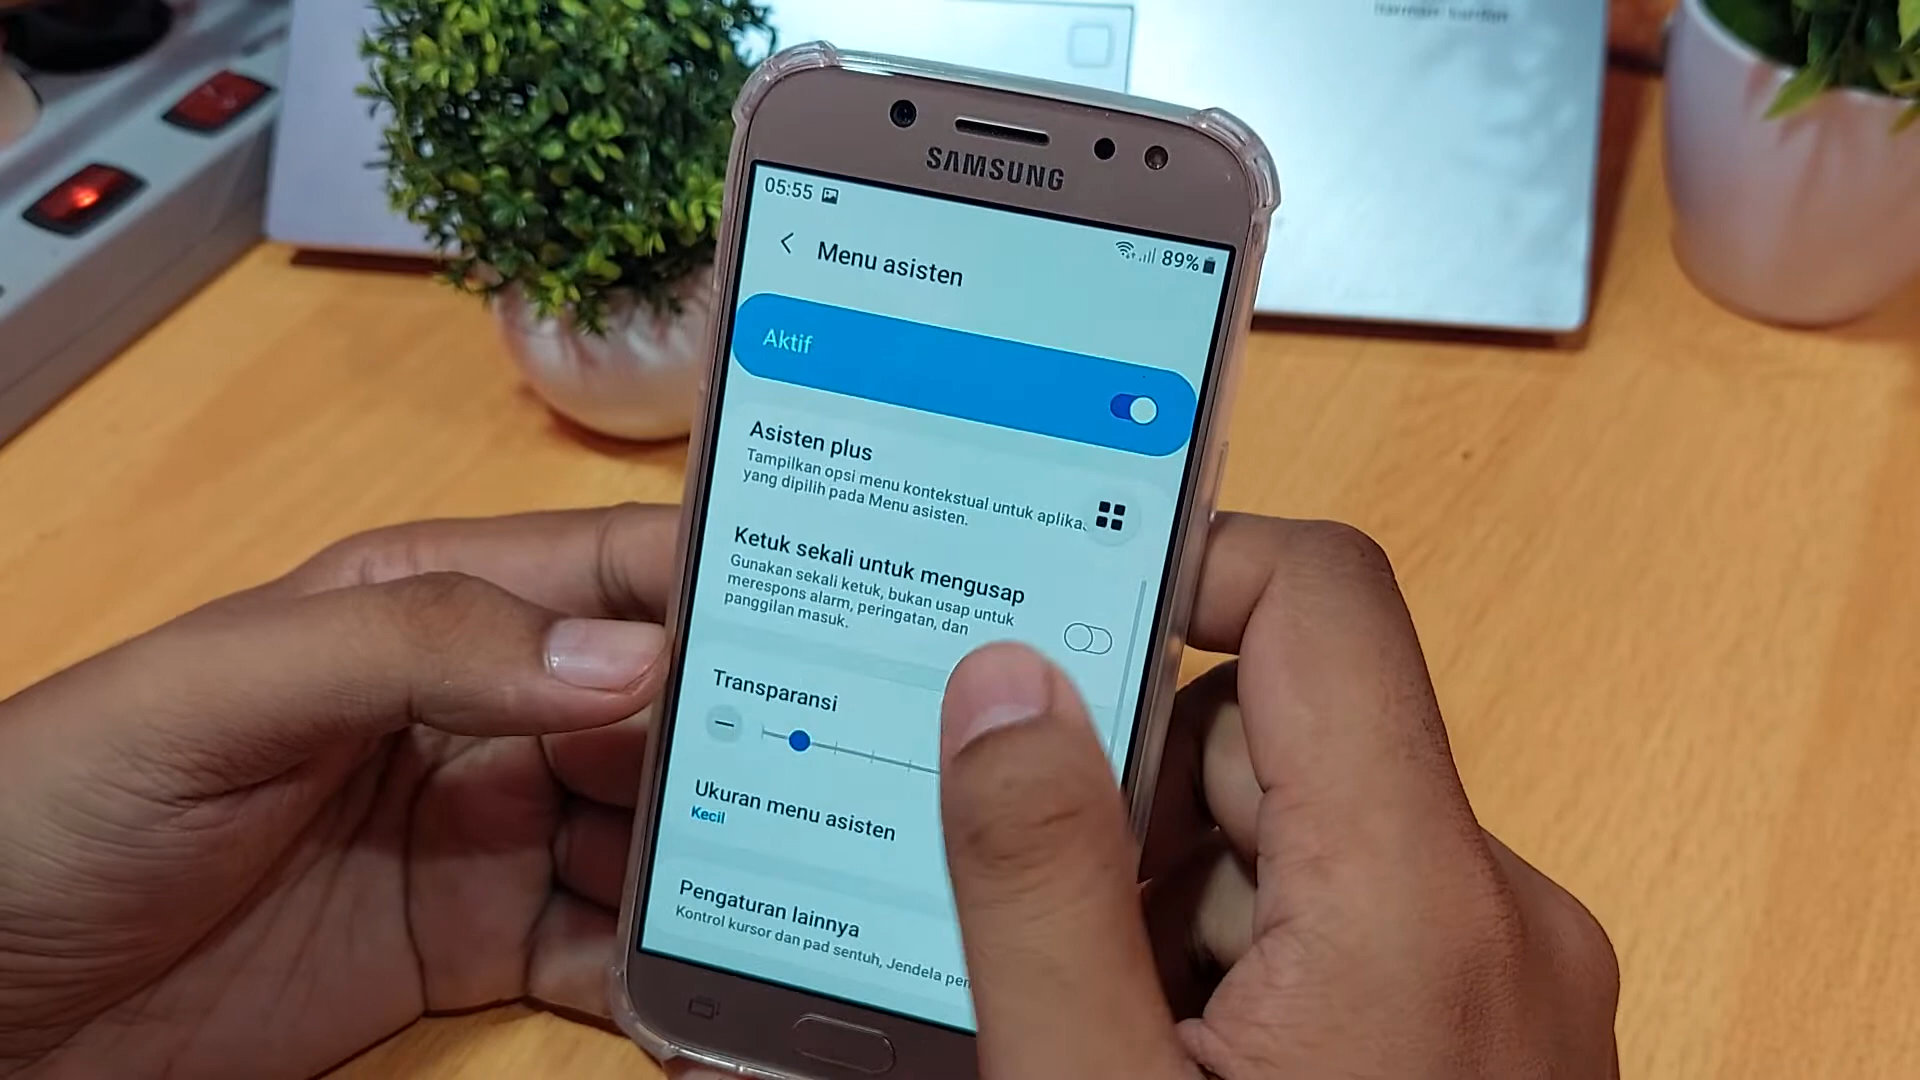 harman kardon
SAMSUNG
05:55
89%
Menu asisten
Aktif
Asisten plus
Tampilkan opsi menu kontekstual untuk
yang dipilih pada Menu asisten.
Ketuk sekali untuk mengusap
Gunakan sekali ketuk, bukan usap untuk
merespons alarm, peringatan, dan
panggilan masuk.
Transparansi
Ukuran menu asisten
Kecil
Pengaturan lainnya
Kontrol kursor dan pad sentuh, Jendela